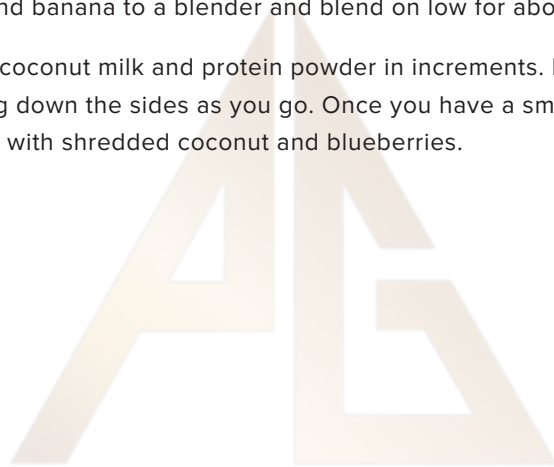 nd banana to a blender and blend on low for abo
coconut milk and protein powder in increments.
g down the sides as you go. Once you have a sm
with shredded coconut and blueberries.
AG